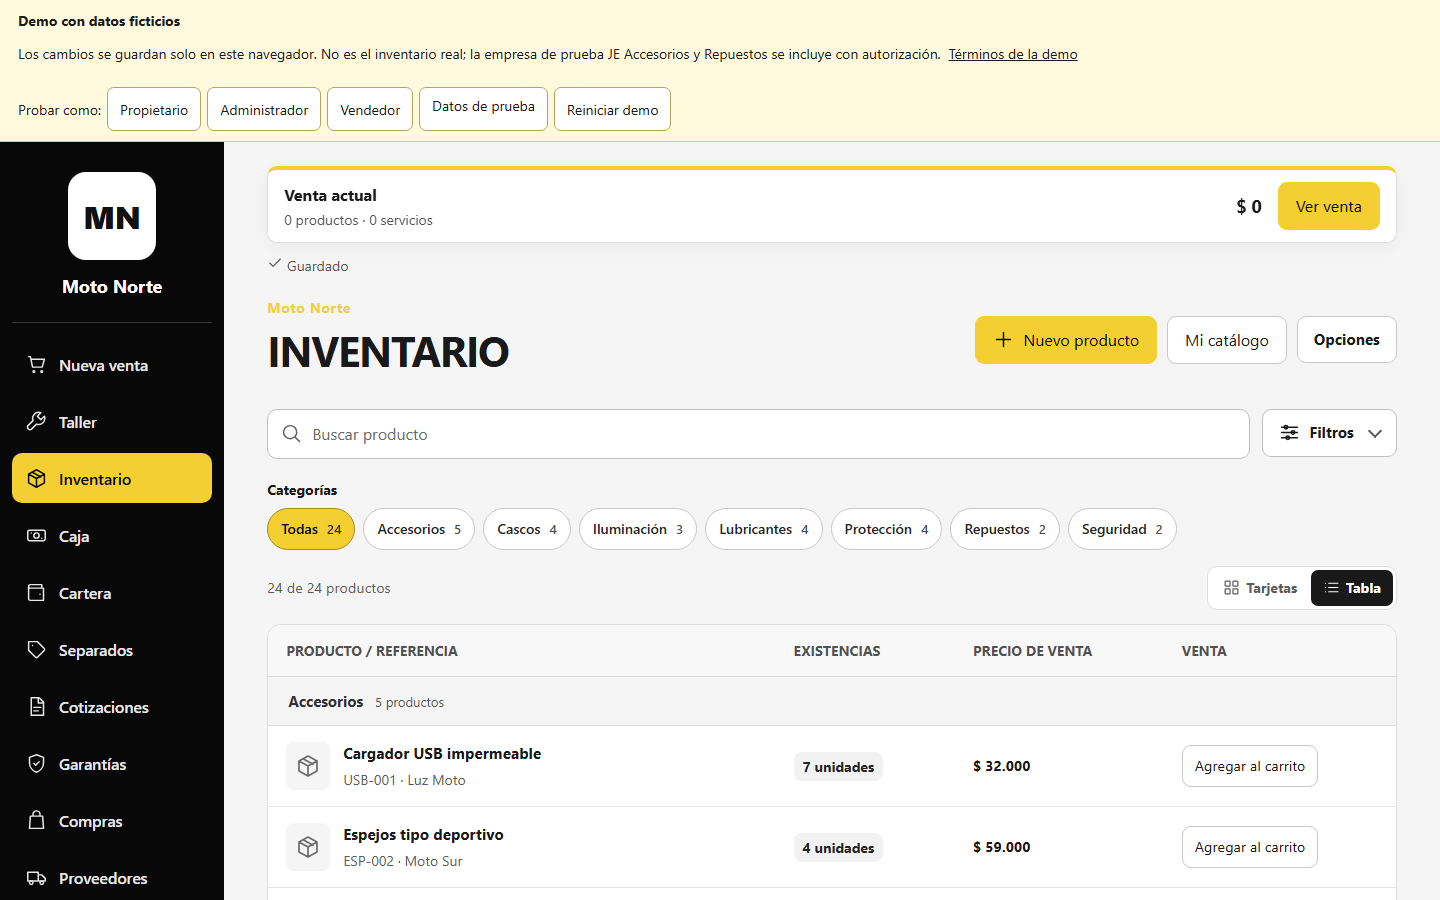 Demo con datos ficticios
Los cambios se guardan solo en este navegador. No es el inventario real; la empresa de prueba JE Accesorios y Repuestos se incluye con autorización. Términos de la demo
Probar como: Propietario Administrador Vendedor Datos de prueba Reiniciar demo
MN
Moto Norte
Nueva venta
Taller
Inventario
Caja
Cartera
Separados
Cotizaciones
Garantías
Compras
Proveedores
Venta actual
0 productos · 0 servicios
$ 0 Ver venta
Guardado
Moto Norte
INVENTARIO
Nuevo producto Mi catálogo Opciones
Buscar producto Filtros
Categorías
Todas 24 Accesorios 5 Cascos 4 Iluminación 3 Lubricantes 4 Protección 4 Repuestos 2 Seguridad 2
24 de 24 productos Tarjetas Tabla
PRODUCTO / REFERENCIA EXISTENCIAS PRECIO DE VENTA VENTA
Accesorios 5 productos
Cargador USB impermeable
USB-001 · Luz Moto
7 unidades $ 32.000 Agregar al carrito
Espejos tipo deportivo
ESP-002 · Moto Sur
4 unidades $ 59.000 Agregar al carrito